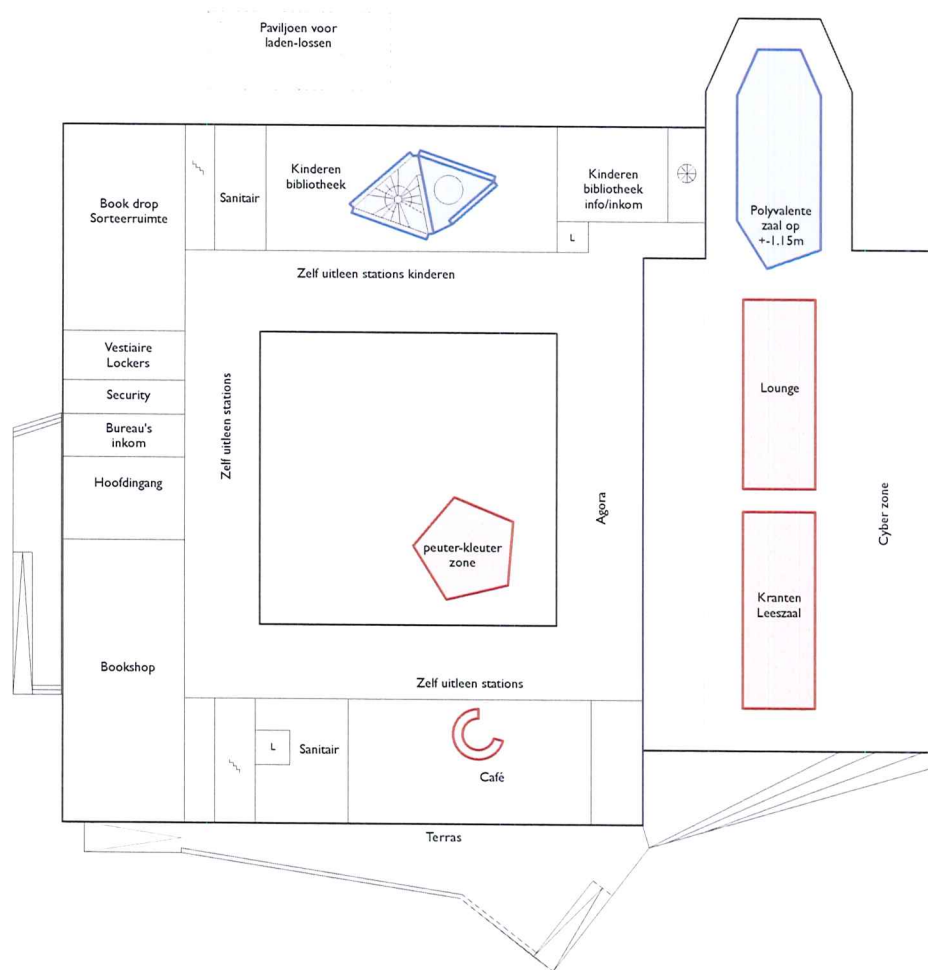 Paviljoen voor
laden-lossen
Kinderen
bibliotheek
Sanitair
Kinderen
bibliotheek
info/inkom
Book drop
Sorteerruimte
Polyvalente
zaal op
+-1.15m
L
Zelf uitleen stations kinderen
Vestiaire
Lockers
Security
Bureau's
inkom
Hoofdingang
Zelf uitleen stations
Lounge
Agora
Cyber zone
peuter-kleuter
zone
Kranten
Leeszaal
Bookshop
Zelf uitleen stations
L
Sanitair
Café
Terras